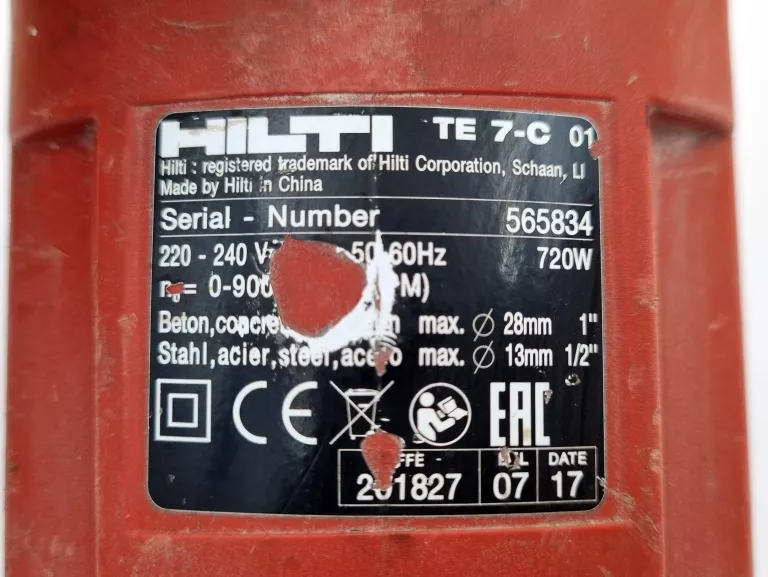 HILTI TE 7-C 01
Hilti : registered trademark of Hilti Corporation, Schaan, LI
Made by Hilti in China
Serial - Number 565834
220 - 240 V 50-60Hz 720W
= 0-900
Beton, max. Ø 28mm 1"
Stahl,acier,steel,acero max. Ø 13mm 1/2"
CE EAC
DATE
201827 07 17